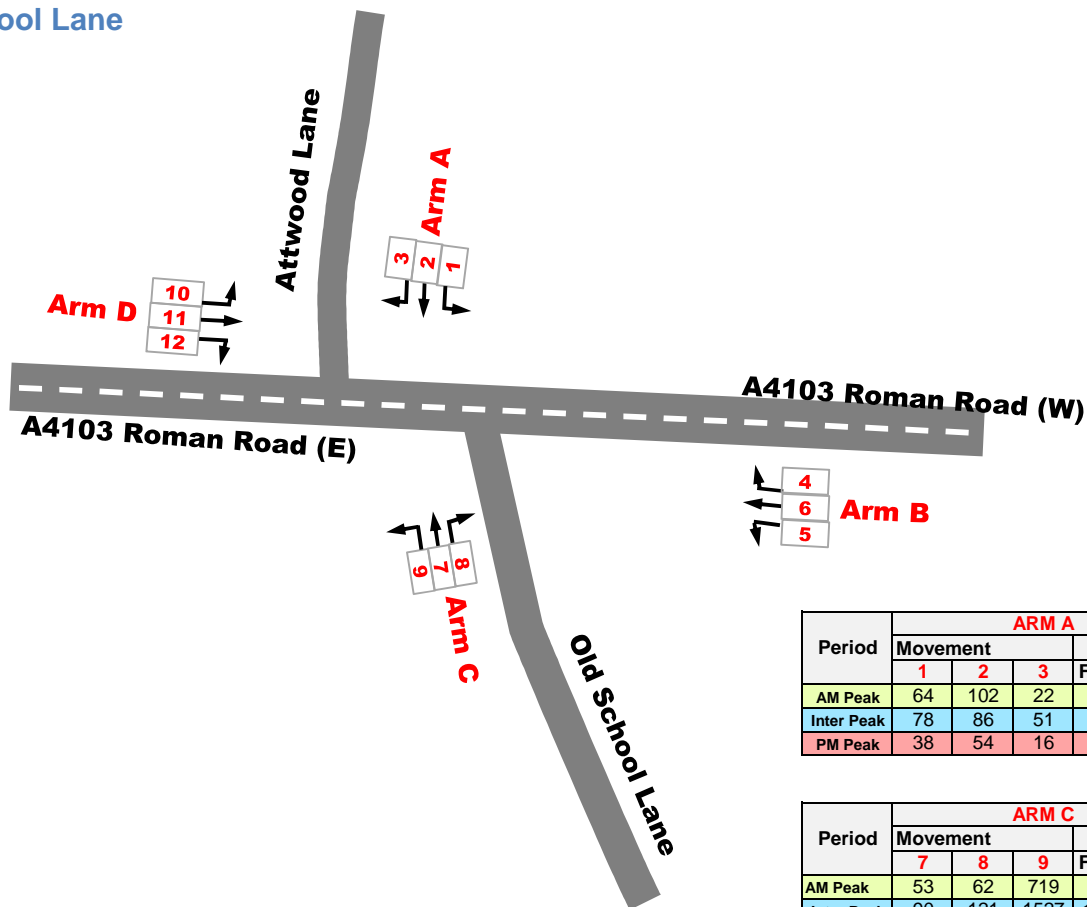 ool Lane
Attwood Lane
Arm A
3 2 1
10
11
12
Arm D
A4103 Roman Road (W)
A4103 Roman Road (E)
4
6
5
Arm B
9 7 8
Arm C
Old School Lane
ARM A
Period Movement
1 2 3 F
AM Peak 64 102 22
Inter Peak 78 86 51
PM Peak 38 54 16
ARM C
Period Movement
7 8 9 F
AM Peak 53 62 719